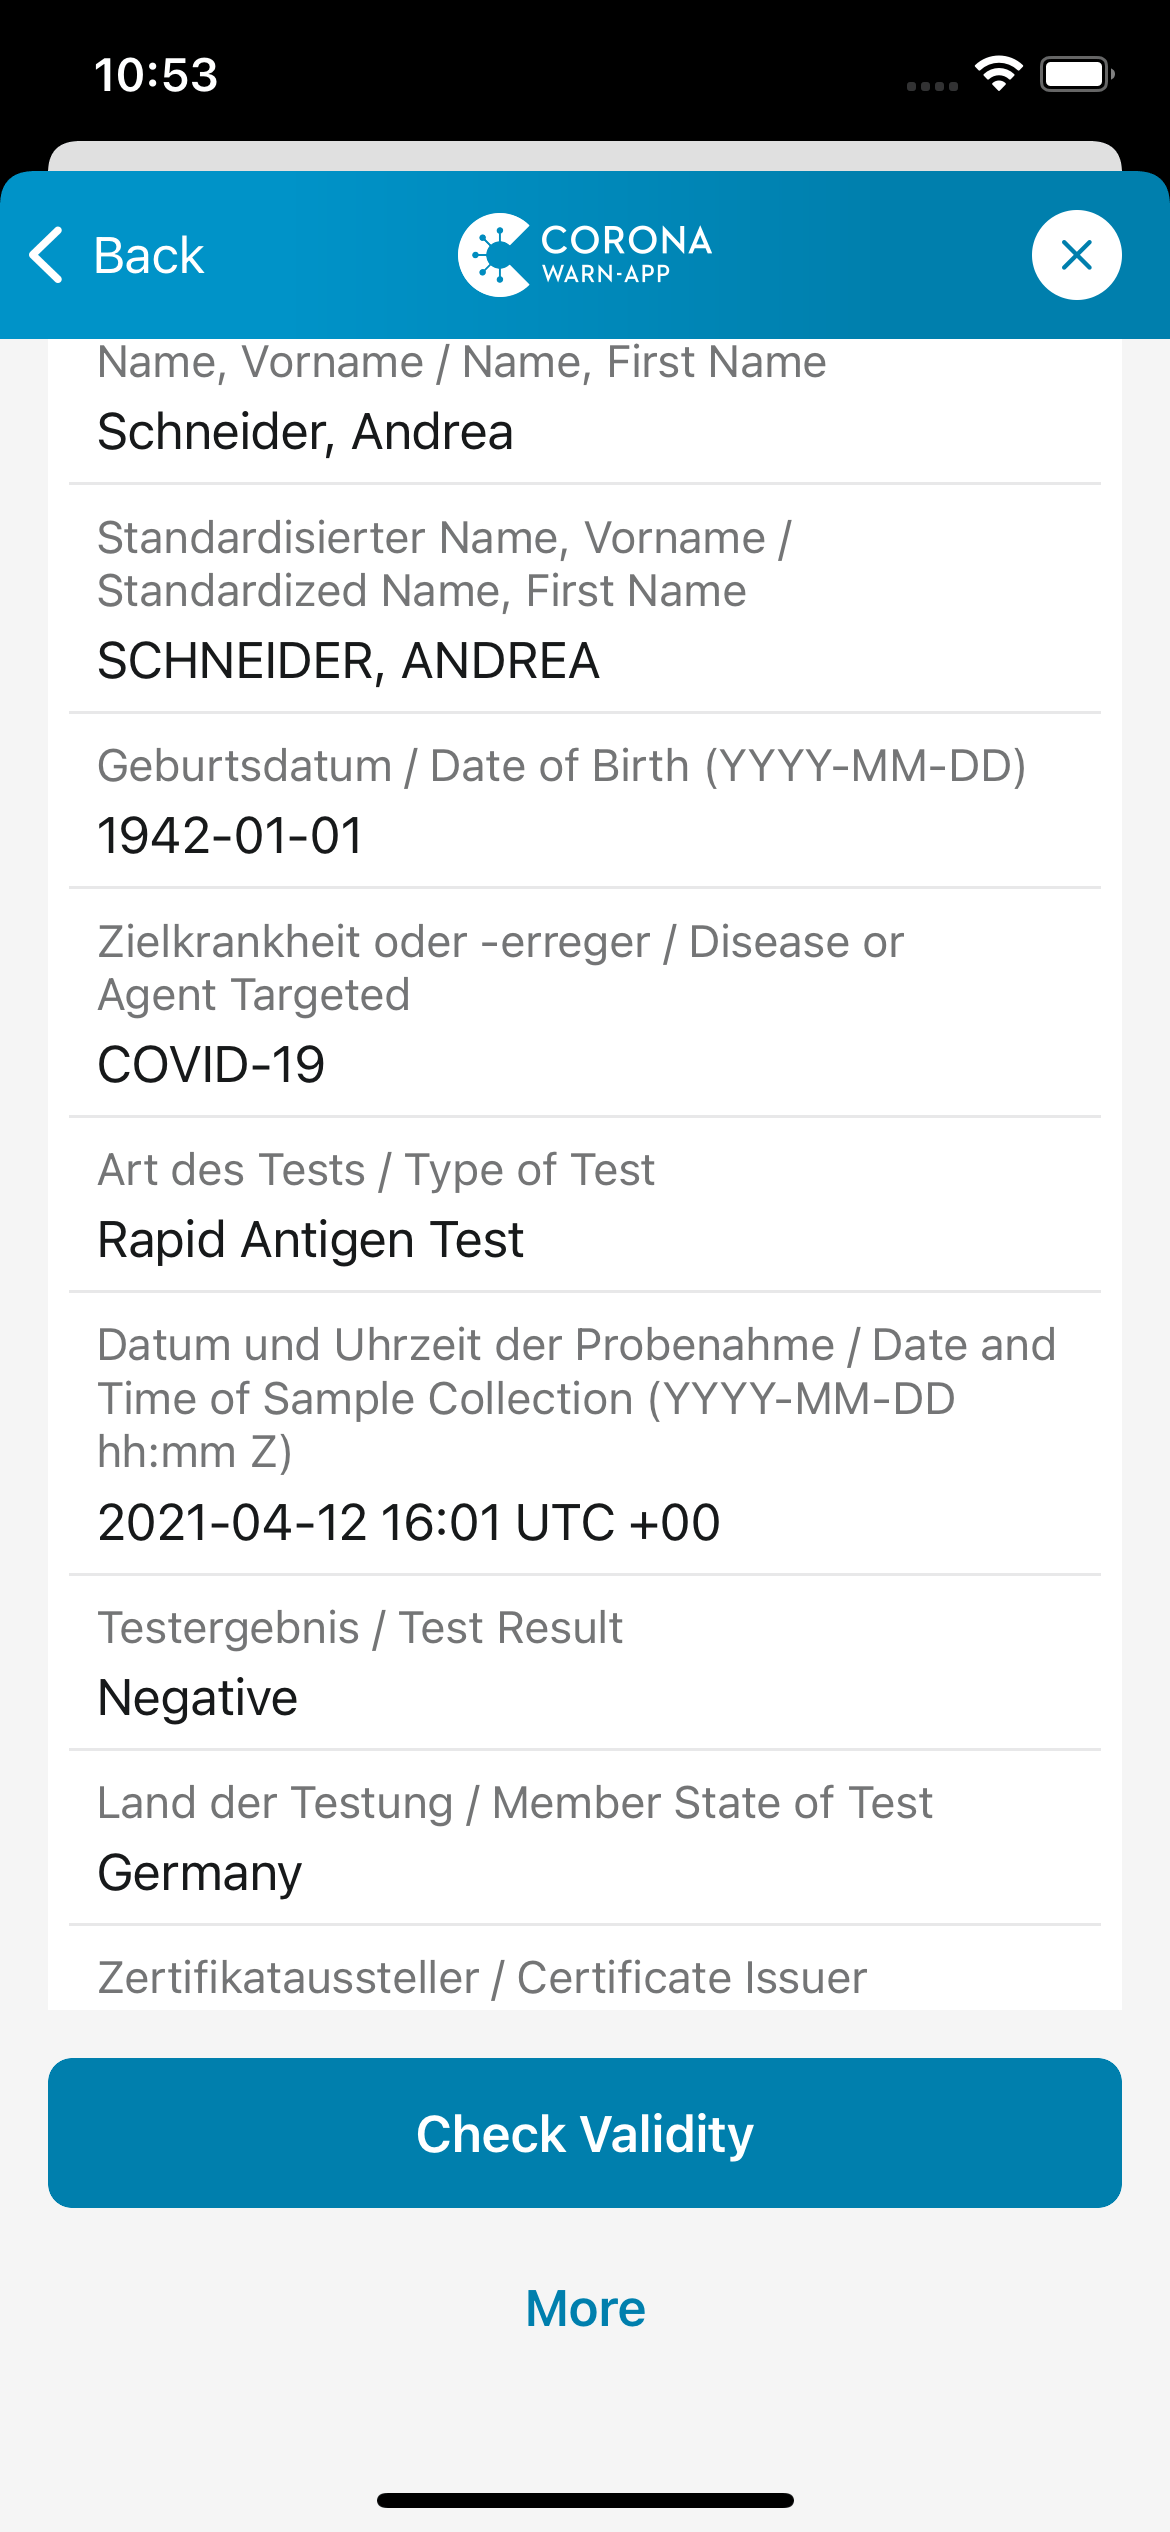 10:53
Back
CORONA
WARN-APP
Name, Vorname / Name, First Name
Schneider, Andrea
Standardisierter Name, Vorname /
Standardized Name, First Name
SCHNEIDER, ANDREA
Geburtsdatum / Date of Birth (YYYY-MM-DD)
1942-01-01
Zielkrankheit oder -erreger / Disease or
Agent Targeted
COVID-19
Art des Tests / Type of Test
Rapid Antigen Test
Datum und Uhrzeit der Probenahme / Date and
Time of Sample Collection (YYYY-MM-DD
hh:mm Z)
2021-04-12 16:01 UTC +00
Testergebnis / Test Result
Negative
Land der Testung / Member State of Test
Germany
Zertifikataussteller / Certificate Issuer
Check Validity
More